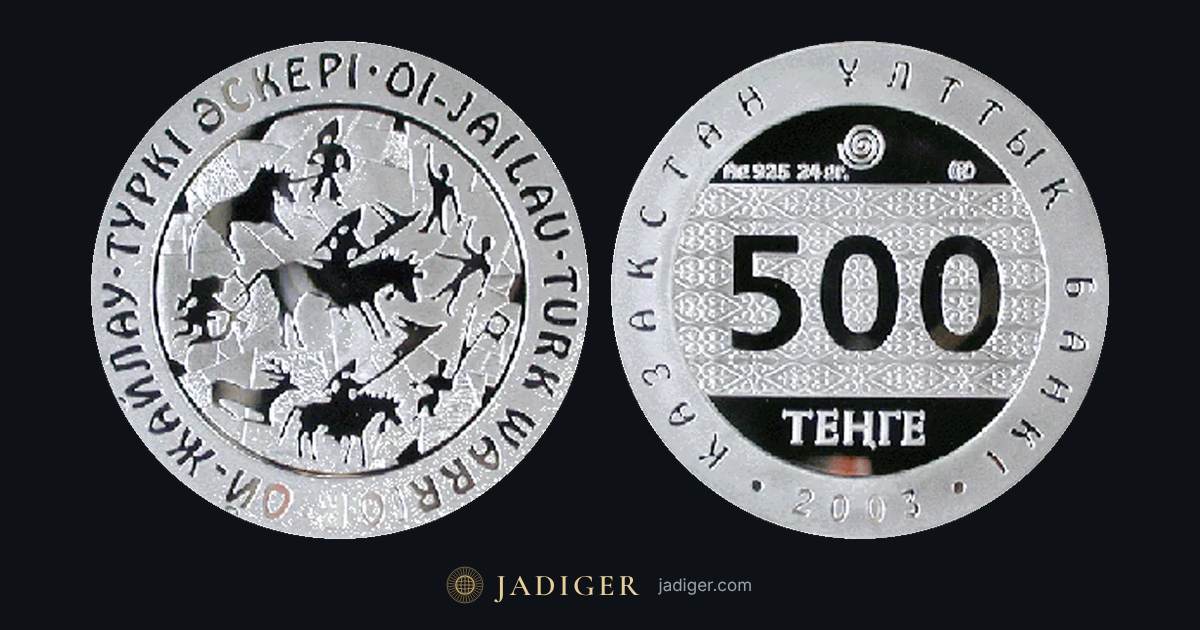 ОЙ-ЖАЙЛАУ·ТҮРКІ ӘСКЕРІ·OI-JAILAU·TURK WARRIOR
ҚАЗАҚСТАН ҰЛТТЫҚ БАНКІ
Ag 925 24 gr.
500
ТЕҢГЕ
• 2003 •
JADIGER jadiger.com